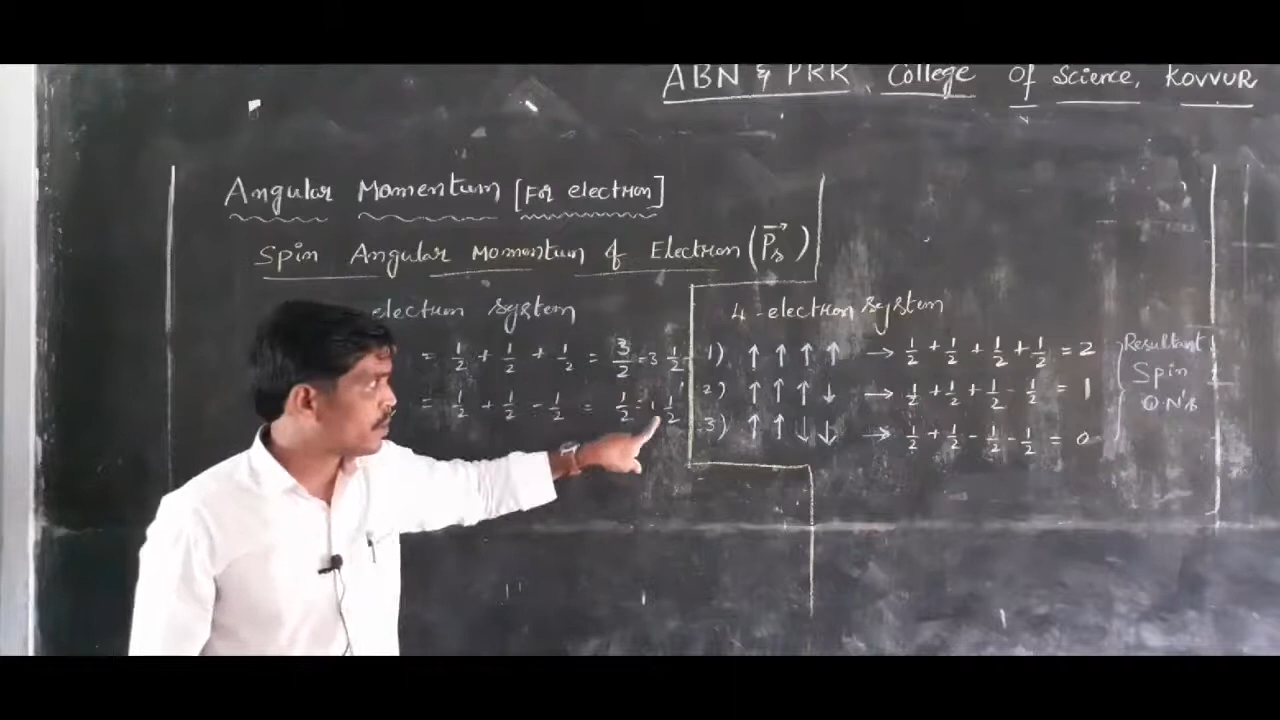 ABN & PRR College Of Science, KOVVUR
Angular Momentum [For electron]
Spin Angular Momentum of Electron (P⃗s)
electron system
= 1/2 + 1/2 + 1/2 = 3/2 = 3 1/2
= 1/2 + 1/2 - 1/2 = 1/2 = 1 1/2
4-electron system
1) ↑ ↑ ↑ ↑ → 1/2 + 1/2 + 1/2 + 1/2 = 2
2) ↑ ↑ ↑ ↓ → 1/2 + 1/2 + 1/2 - 1/2 = 1
3) ↑ ↑ ↓ ↓ → 1/2 + 1/2 - 1/2 - 1/2 = 0
Resultant
Spin
Q.N's